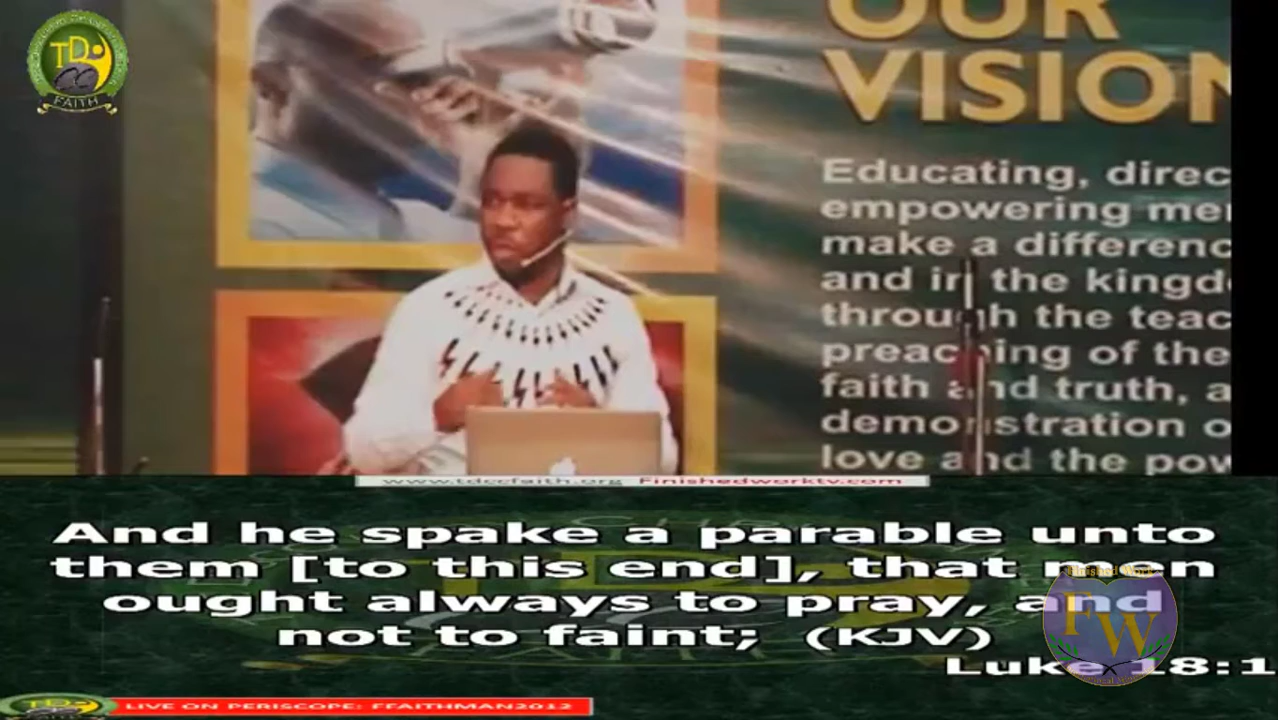 TD
FAITH
OUR
VISION
Educating, direc
empowering me
make a differenc
and in the kingd
through the teac
preaching of the
faith and truth, a
demonstration o
love and the pow
www.tdccfaith.org Finishedworktv.com
And he spake a parable unto
them [to this end], that men
ought always to pray, and
not to faint; (KJV)
Luke 18:1
Finished Work
FW
LIVE ON PERISCOPE: FFAITHMAN2012